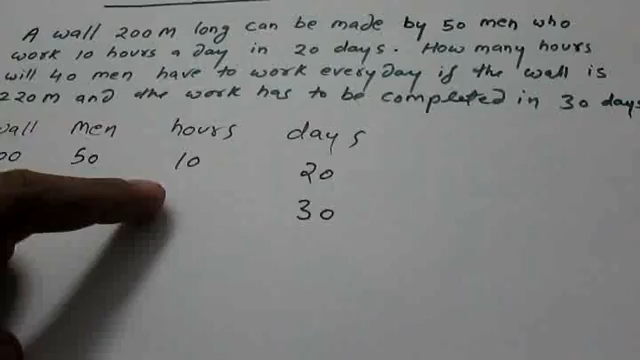 A wall 200m long can be made by 50 men who
work 10 hours a day in 20 days. How many hours
will 40 men have to work everyday if the wall is
220m and the work has to be completed in 30 days
wall men hours days
00 50 10 20
30